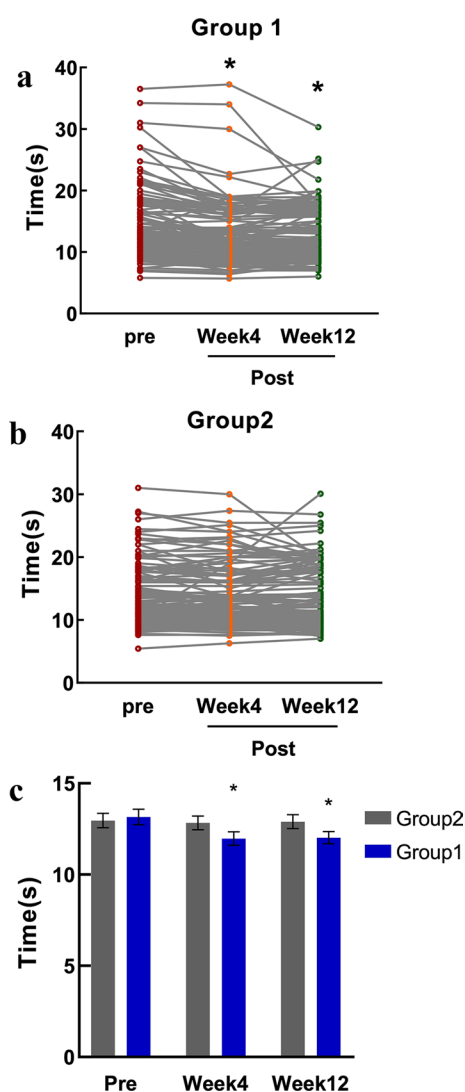 Group 1
a
*
*
40
30
20
10
0
Time(s)
pre
Week4
Week12
Post
b
Group2
40
30
20
10
0
Time(s)
pre
Week4
Week12
Post
c
15
10
5
0
Time(s)
*
*
Group2
Group1
Pre
Week4
Week12